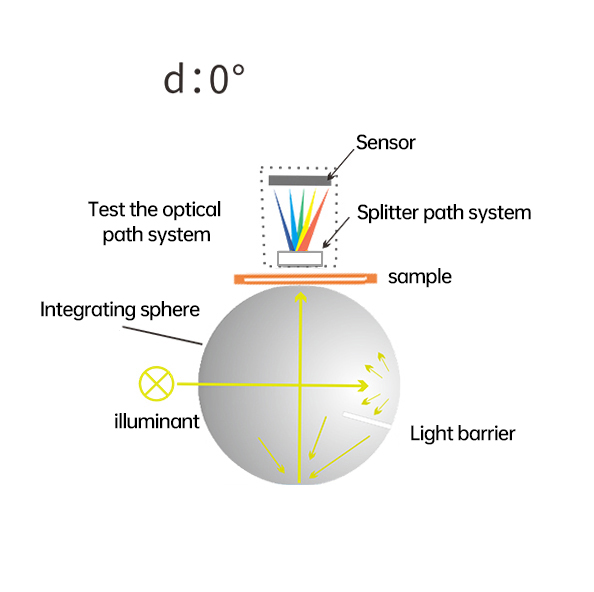 d:0°
Sensor
Test the optical
path system
Splitter path system
sample
Integrating sphere
illuminant
Light barrier